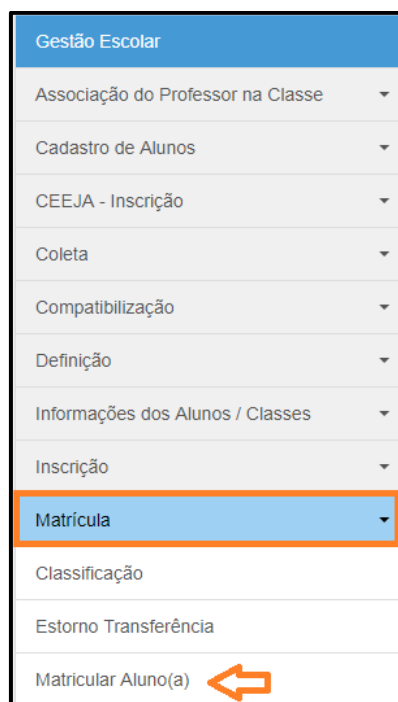 Gestão Escolar
Associação do Professor na Classe
Cadastro de Alunos
CEEJA - Inscrição
Coleta
Compatibilização
Definição
Informações dos Alunos / Classes
Inscrição
Matrícula
Classificação
Estorno Transferência
Matricular Aluno(a)